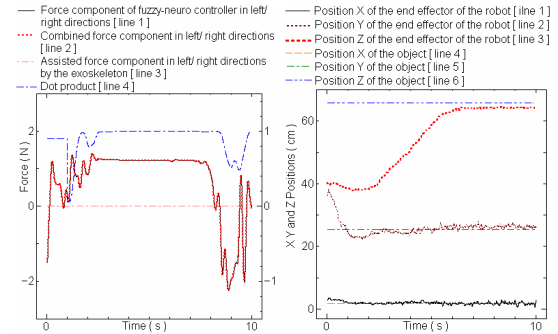 Force component of fuzzy-neuro controller in left/
right directions [ line 1 ]
Combined force component in left/ right directions
[ line 2 ]
Assisted force component in left/ right directions
by the exoskeleton [ line 3 ]
Dot product [ line 4 ]
Force ( N )
2
0
−2
1
0
−1
0
10
Time ( s )
Position X of the end effector of the robot [ ilne 1 ]
Position Y of the end effector of the robot [ line 2 ]
Position Z of the end effector of the robot [ line 3 ]
Position X of the object [ line 4 ]
Position Y of the object [ line 5 ]
Position Z of the object [ line 6 ]
X Y and Z Positions ( cm )
60
40
20
0
0
10
Time ( s )